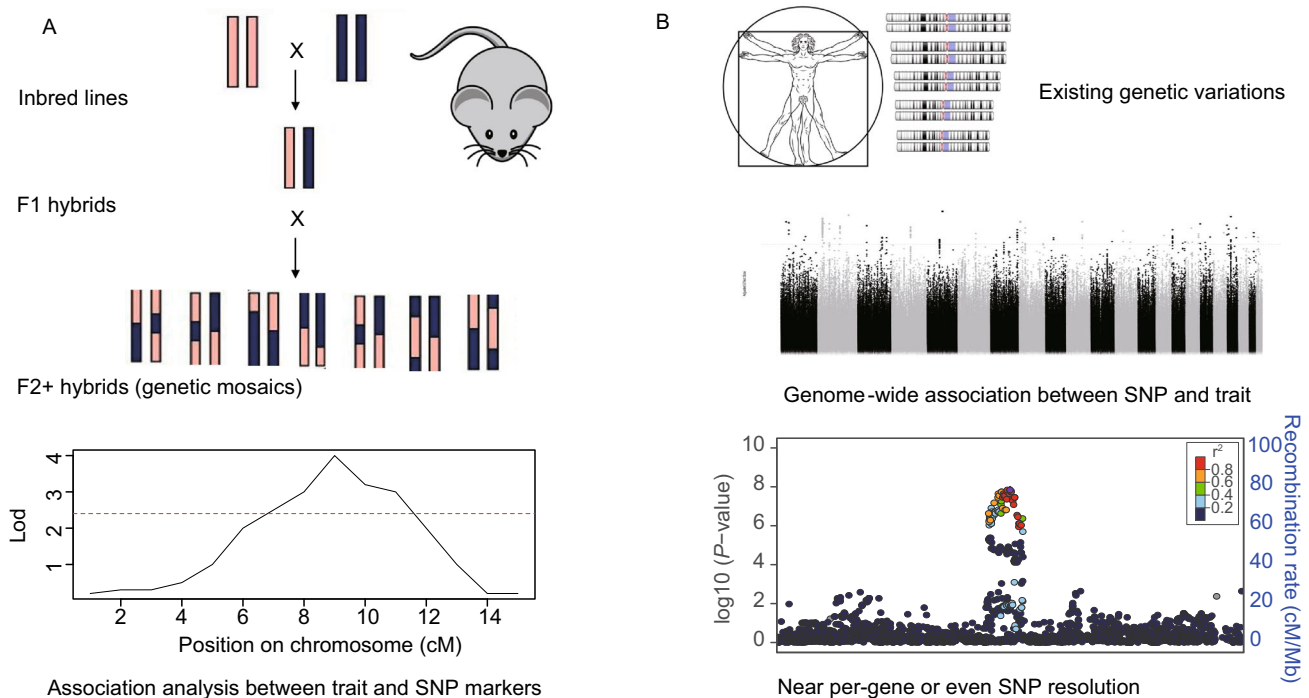 A
X
Inbred lines
F1 hybrids
X
F2+ hybrids (genetic mosaics)
Lod
4
3
2
1
2 4 6 8 10 12 14
Position on chromosome (cM)
Association analysis between trait and SNP markers
B
Existing genetic variations
Genome-wide association between SNP and trait
log10 (P-value)
10
8
6
4
2
0
r²
0.8
0.6
0.4
0.2
100
80
60
40
20
0
Recombination rate (cM/Mb)
Near per-gene or even SNP resolution